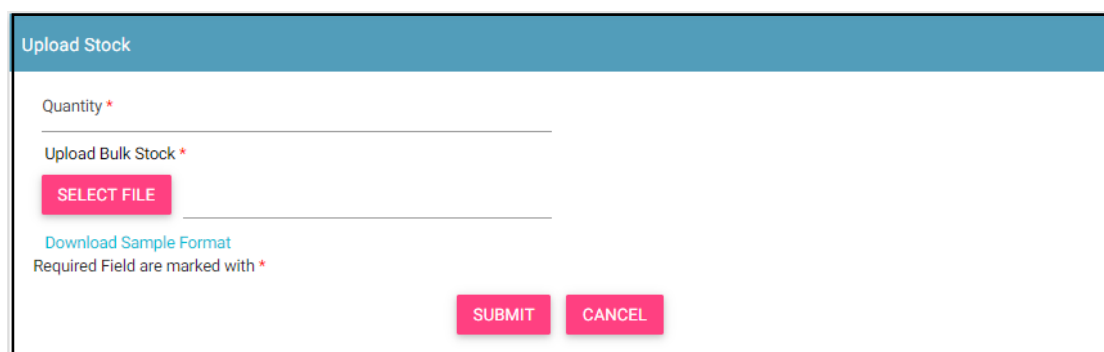 Upload Stock
Quantity *
Upload Bulk Stock *
SELECT FILE
Download Sample Format
Required Field are marked with *
SUBMIT CANCEL